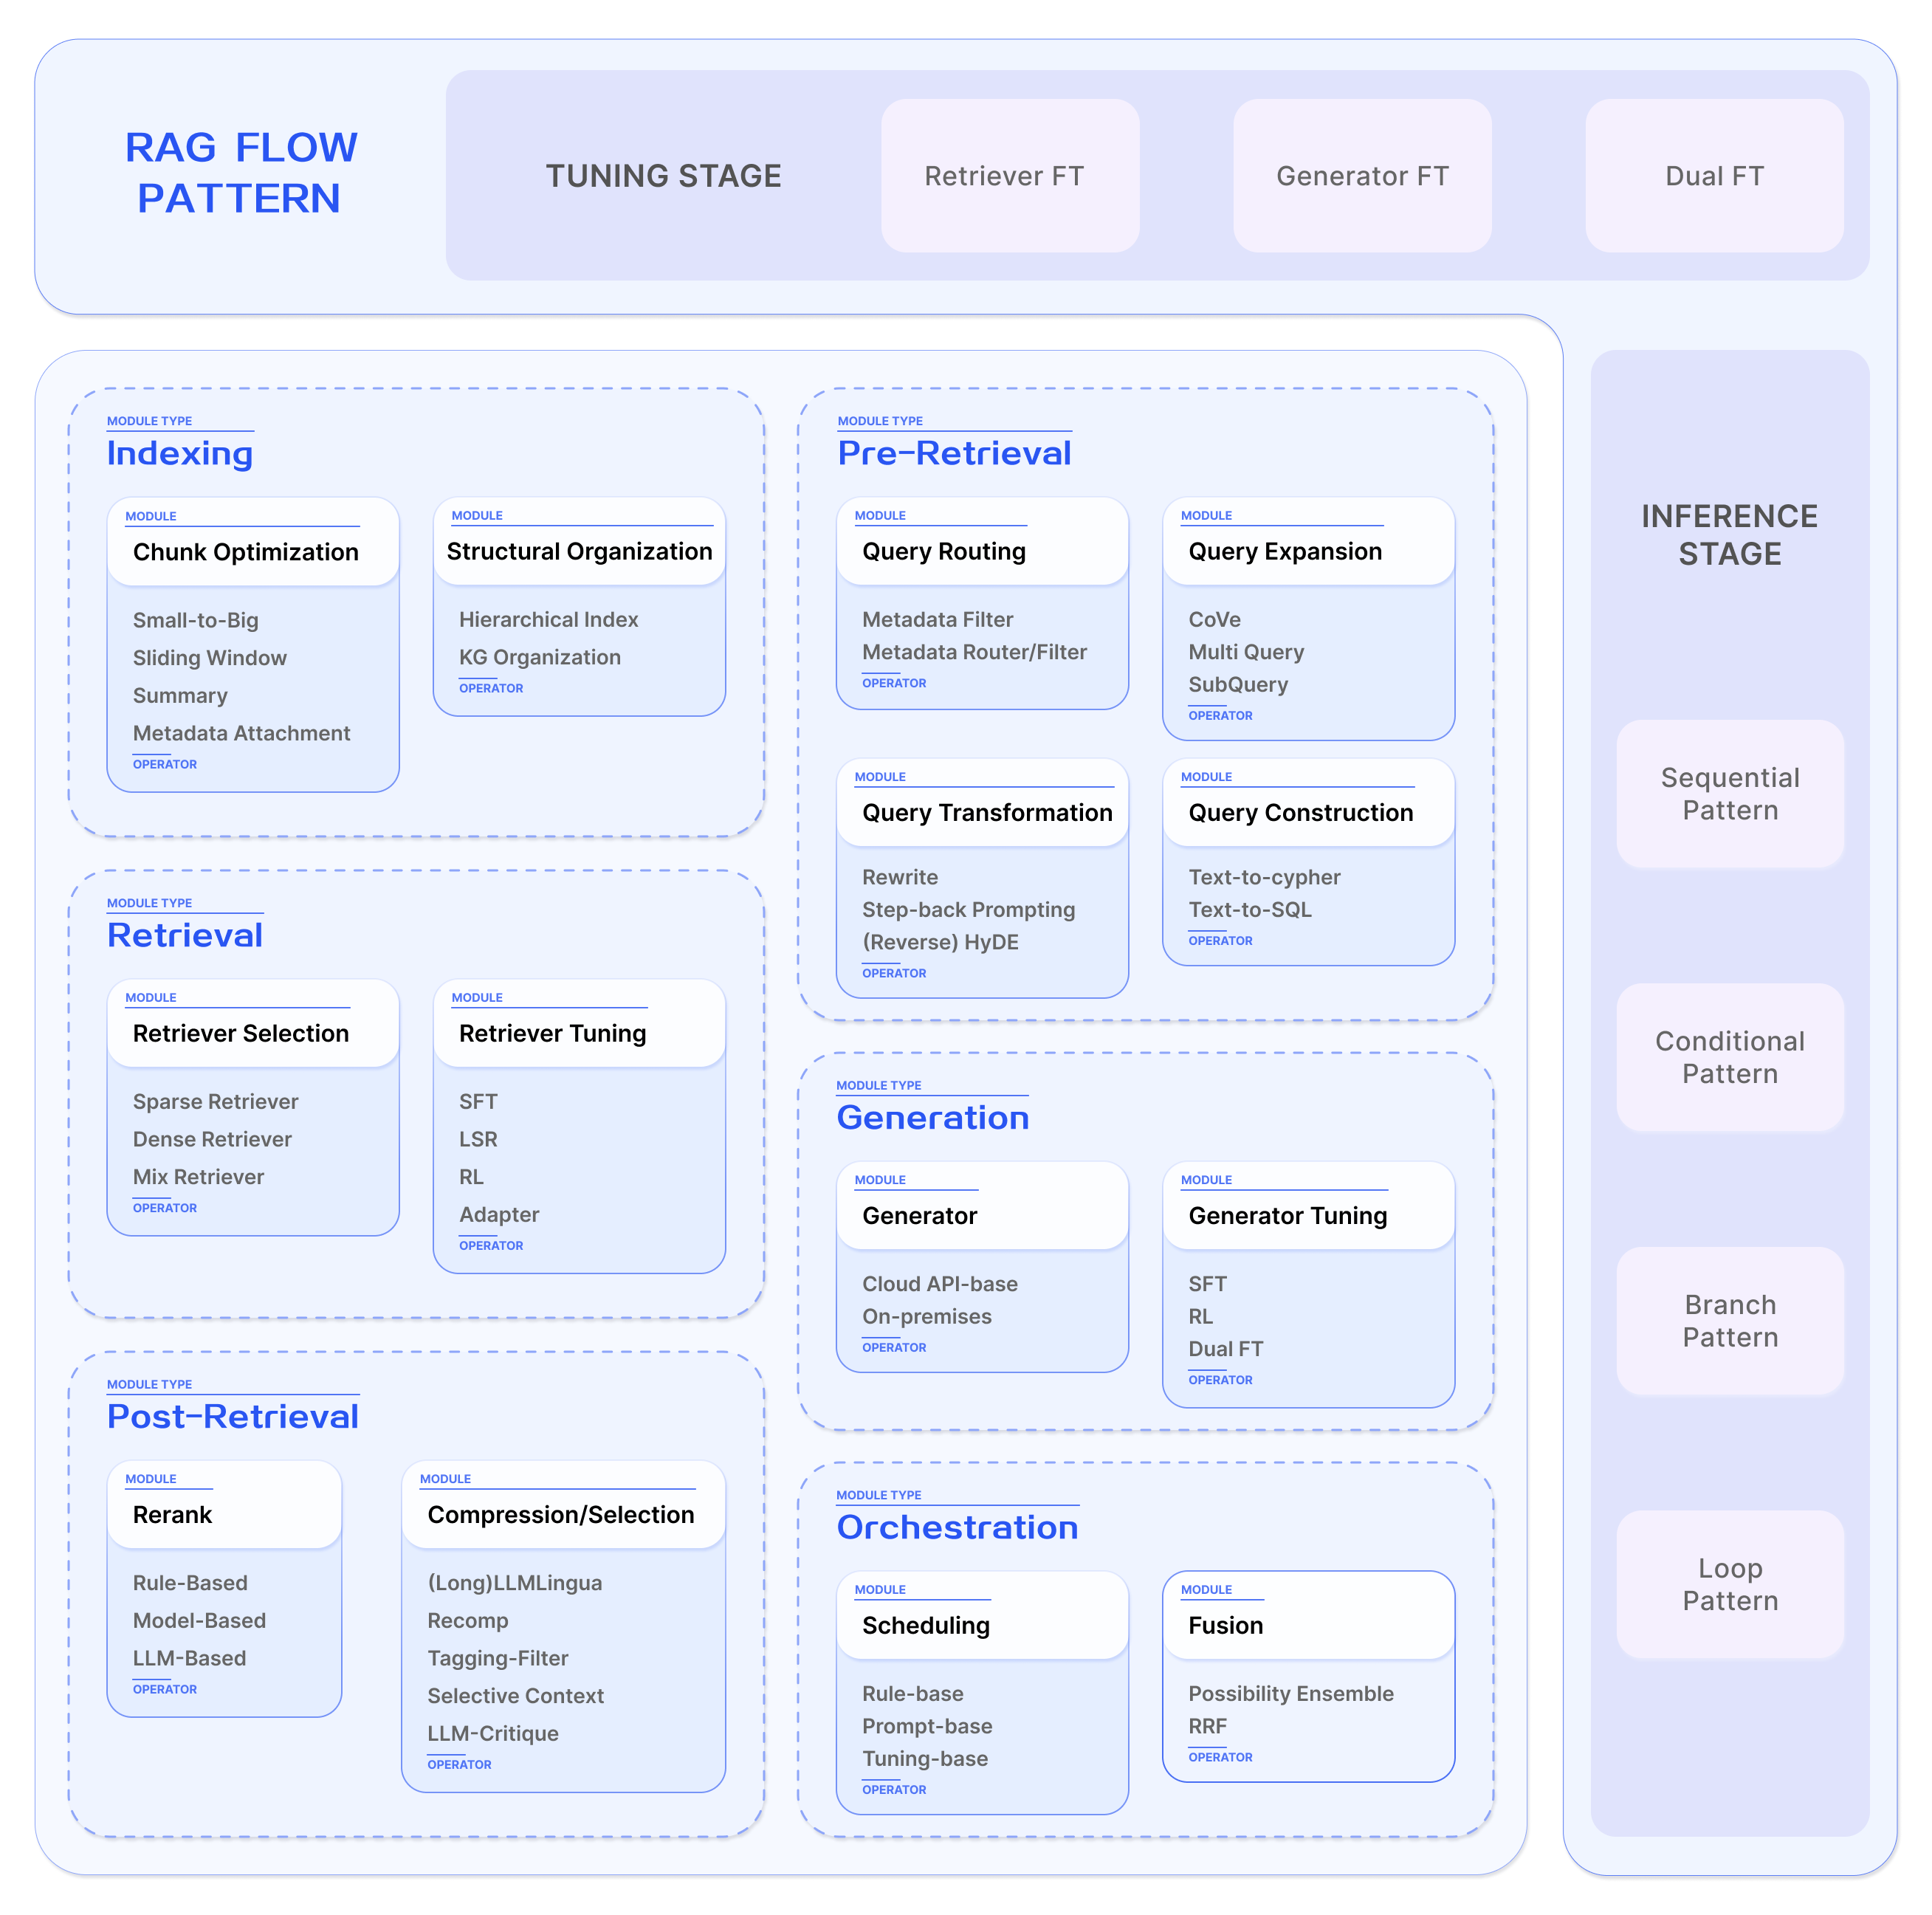 RAG FLOW
PATTERN
TUNING STAGE
Retriever FT
Generator FT
Dual FT
MODULE TYPE
Indexing
MODULE
Chunk Optimization
Small-to-Big
Sliding Window
Summary
Metadata Attachment
OPERATOR
MODULE
Structural Organization
Hierarchical Index
KG Organization
OPERATOR
MODULE TYPE
Pre-Retrieval
MODULE
Query Routing
Metadata Filter
Metadata Router/Filter
OPERATOR
MODULE
Query Expansion
CoVe
Multi Query
SubQuery
OPERATOR
MODULE
Query Transformation
Rewrite
Step-back Prompting
(Reverse) HyDE
OPERATOR
MODULE
Query Construction
Text-to-cypher
Text-to-SQL
OPERATOR
MODULE TYPE
Retrieval
MODULE
Retriever Selection
Sparse Retriever
Dense Retriever
Mix Retriever
OPERATOR
MODULE
Retriever Tuning
SFT
LSR
RL
Adapter
OPERATOR
MODULE TYPE
Generation
MODULE
Generator
Cloud API-base
On-premises
OPERATOR
MODULE
Generator Tuning
SFT
RL
Dual FT
OPERATOR
MODULE TYPE
Post-Retrieval
MODULE
Rerank
Rule-Based
Model-Based
LLM-Based
OPERATOR
MODULE
Compression/Selection
(Long)LLMLingua
Recomp
Tagging-Filter
Selective Context
LLM-Critique
OPERATOR
MODULE TYPE
Orchestration
MODULE
Scheduling
Rule-base
Prompt-base
Tuning-base
OPERATOR
MODULE
Fusion
Possibility Ensemble
RRF
OPERATOR
INFERENCE
STAGE
Sequential
Pattern
Conditional
Pattern
Branch
Pattern
Loop
Pattern